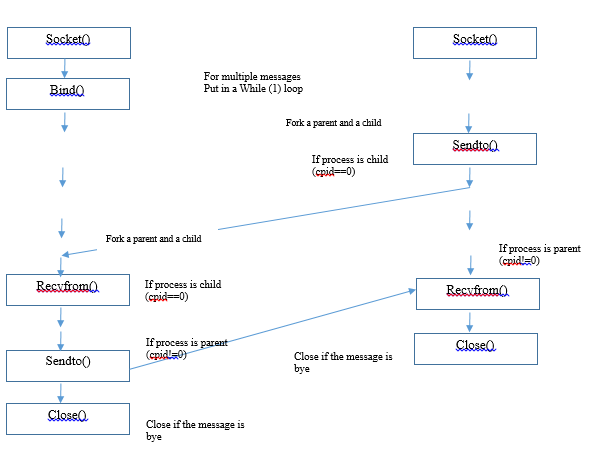 Socket()
Socket()
Bind()
For multiple messages
Put in a While (1) loop
Fork a parent and a child
Sendto()
If process is child
(cpid==0)
Fork a parent and a child
If process is parent
(cpid!=0)
Recvfrom()
If process is child
(cpid==0)
Recvfrom()
If process is parent
(cpid!=0)
Sendto()
Close()
Close if the message is
bye
Close()
Close if the message is
bye